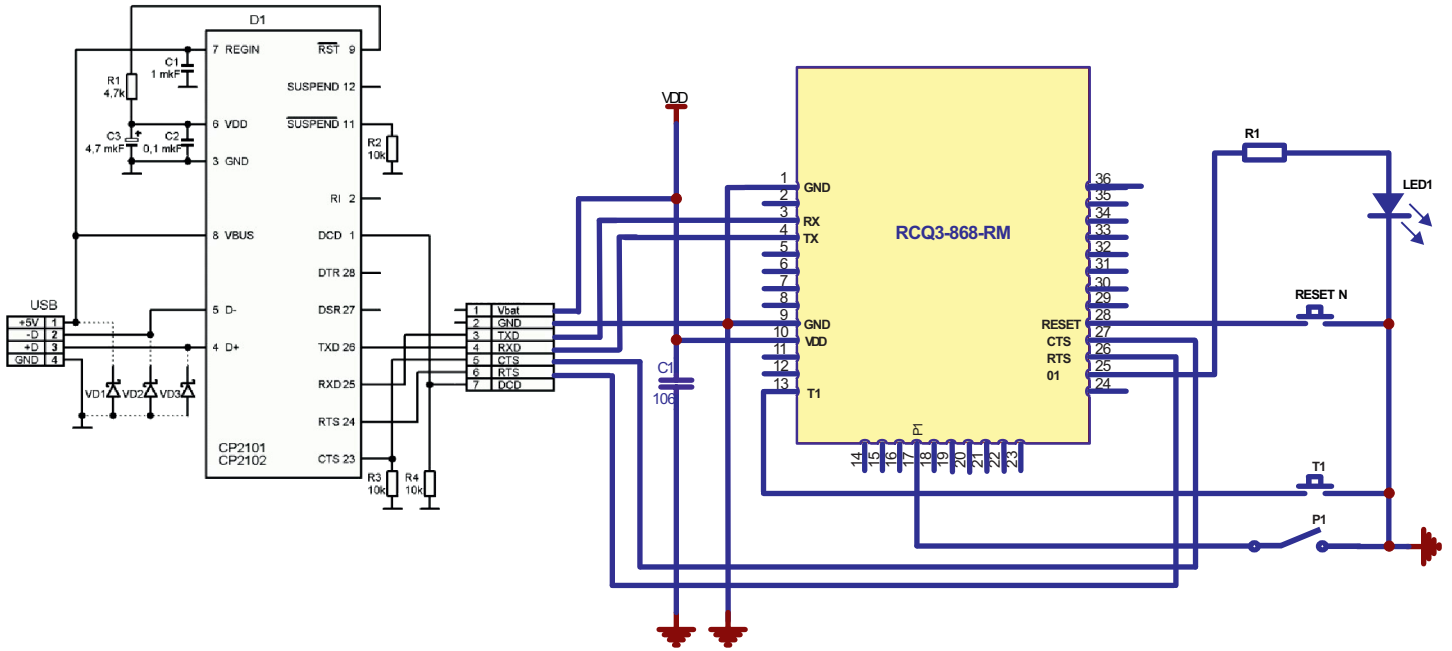 D1
7 REGIN
RST 9
C1
1 mkF
R1
4,7k
SUSPEND 12
6 VDD
SUSPEND 11
C3
+
4,7 mkF
C2
0,1 mkF
R2
10k
3 GND
RI 2
8 VBUS
DCD 1
DTR 28
USB
5 D-
DSR 27
+5V 1
-D 2
+D 3
GND 4
4 D+
TXD 26
VD1
VD2
VD3
RXD 25
RTS 24
CP2101
CP2102
CTS 23
R3
10k
R4
10k
1 Vbat
2 GND
3 TXD
4 RXD
5 CTS
6 RTS
7 DCD
VDD
C1
106
RCQ3-868-RM
1 GND
2
3 RX
4 TX
5
6
7
8
9 GND
10 VDD
11
12
13 T1
14
15
16
17
P1
18
19
20
21
22
23
36
35
34
33
32
31
30
29
RESET 28
CTS 27
RTS 26
01 25
24
R1
LED1
RESET N
T1
P1